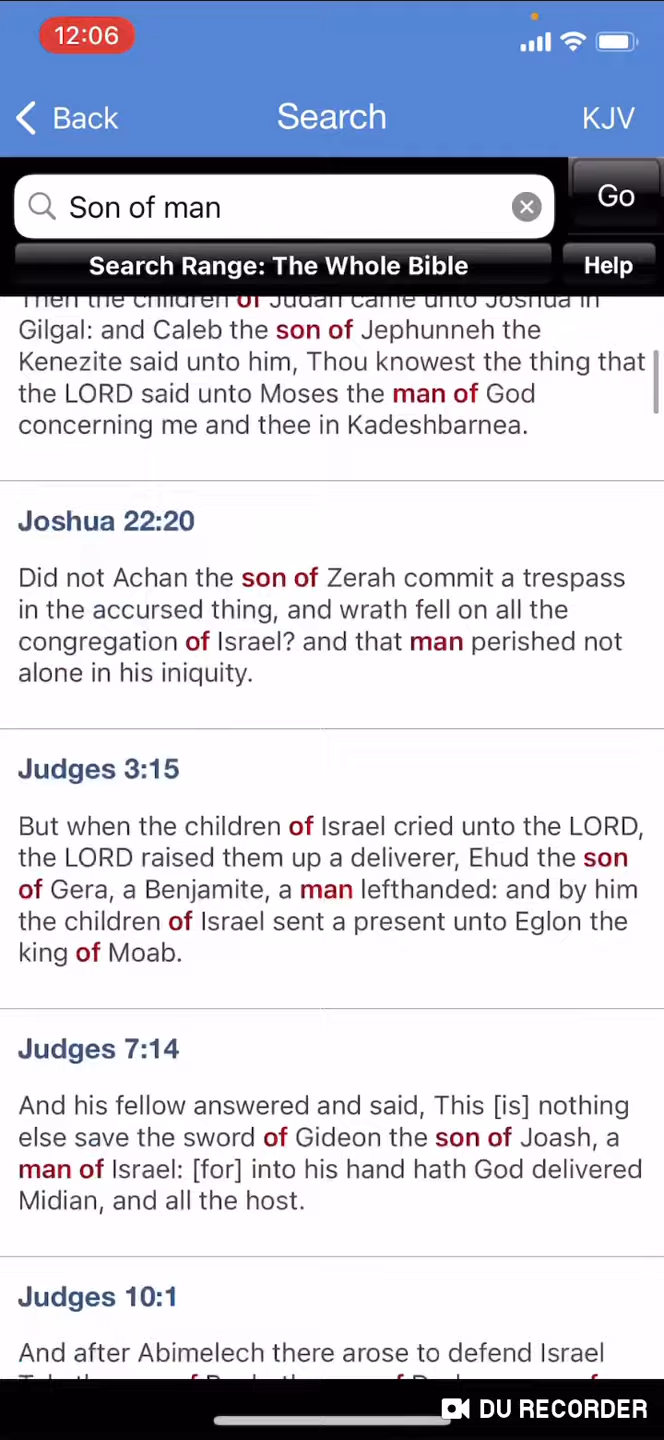 12:06
Back
Search
KJV
Son of man
Go
Search Range: The Whole Bible
Help
Then the children of Judah came unto Joshua in
Gilgal: and Caleb the son of Jephunneh the
Kenezite said unto him, Thou knowest the thing that
the LORD said unto Moses the man of God
concerning me and thee in Kadeshbarnea.
Joshua 22:20
Did not Achan the son of Zerah commit a trespass
in the accursed thing, and wrath fell on all the
congregation of Israel? and that man perished not
alone in his iniquity.
Judges 3:15
But when the children of Israel cried unto the LORD,
the LORD raised them up a deliverer, Ehud the son
of Gera, a Benjamite, a man lefthanded: and by him
the children of Israel sent a present unto Eglon the
king of Moab.
Judges 7:14
And his fellow answered and said, This [is] nothing
else save the sword of Gideon the son of Joash, a
man of Israel: [for] into his hand hath God delivered
Midian, and all the host.
Judges 10:1
And after Abimelech there arose to defend Israel
DU RECORDER